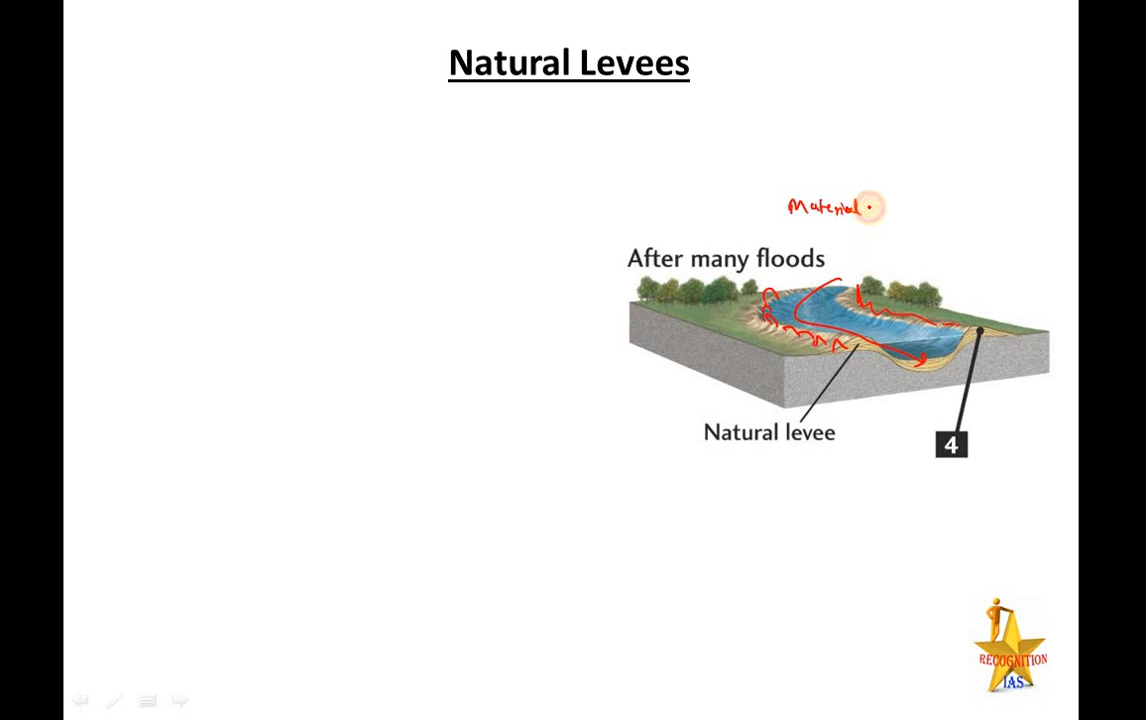 Natural Levees
Material
After many floods
Natural levee
4
RECOGNITION
IAS